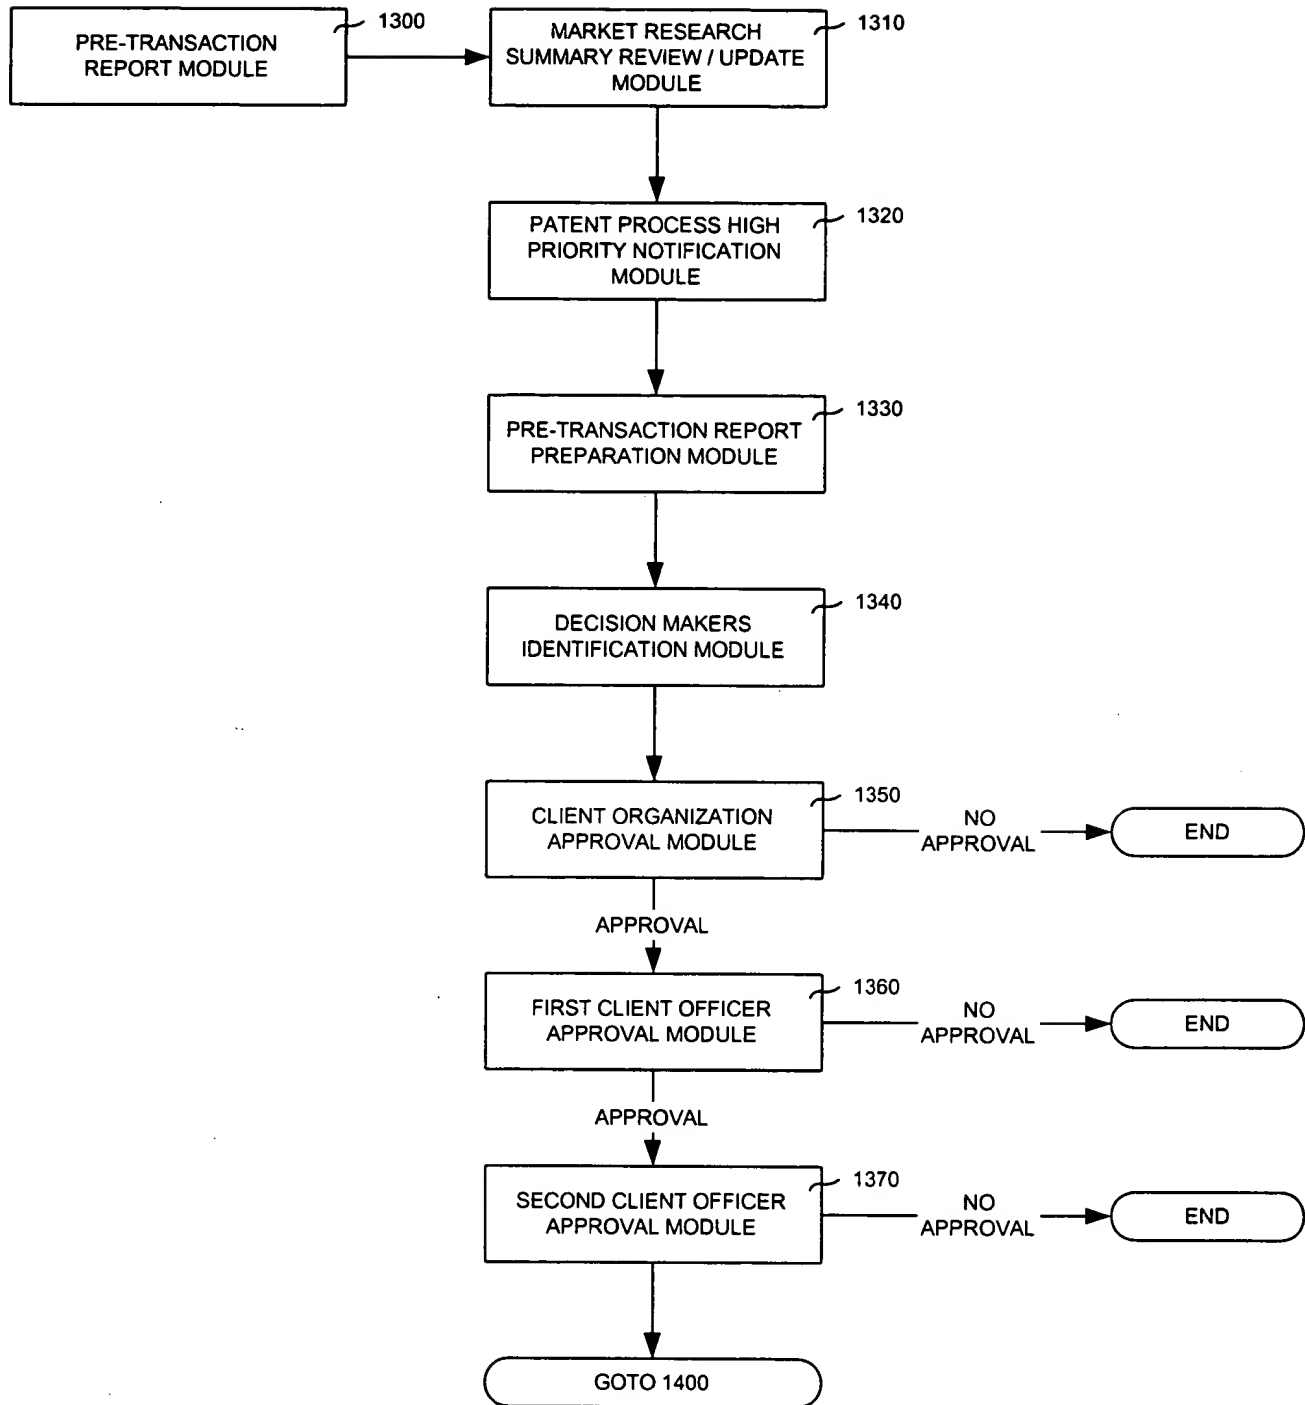 PRE-TRANSACTION
REPORT MODULE
1300
MARKET RESEARCH
SUMMARY REVIEW / UPDATE
MODULE
1310
PATENT PROCESS HIGH
PRIORITY NOTIFICATION
MODULE
1320
PRE-TRANSACTION REPORT
PREPARATION MODULE
1330
DECISION MAKERS
IDENTIFICATION MODULE
1340
CLIENT ORGANIZATION
APPROVAL MODULE
1350
NO
APPROVAL
END
APPROVAL
FIRST CLIENT OFFICER
APPROVAL MODULE
1360
NO
APPROVAL
END
APPROVAL
SECOND CLIENT OFFICER
APPROVAL MODULE
1370
NO
APPROVAL
END
GOTO 1400